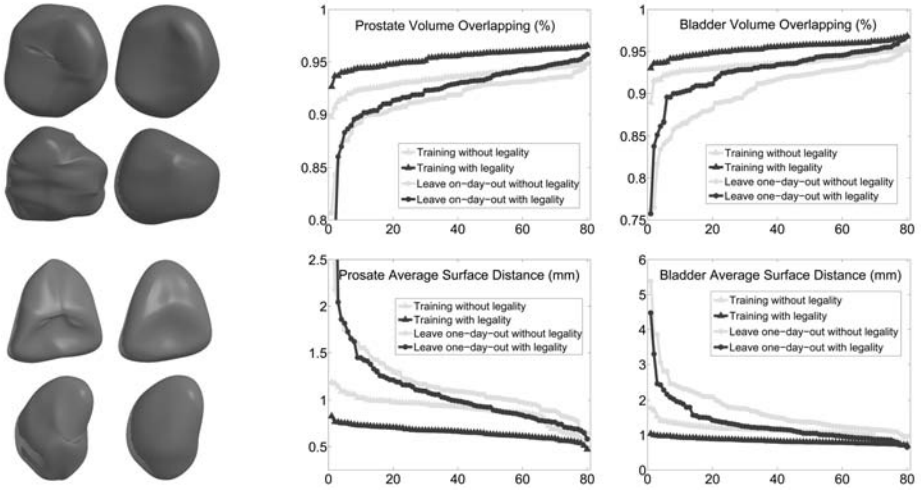 Prostate Volume Overlapping (%)
1
0.95
0.9
0.85
0.8
Training without legality
Training with legality
Leave on-day-out without legality
Leave on-day-out with legality
0 20 40 60 80
Bladder Volume Overlapping (%)
1
0.95
0.9
0.85
0.8
0.75
Training without legality
Training with legality
Leave one-day-out without legality
Leave one-day-out with legality
0 20 40 60 80
Prosate Average Surface Distance (mm)
2.5
2
1.5
1
0.5
Training without legality
Training with legality
Leave one-day-out without legality
Leave one-day-out with legality
0 20 40 60 80
Bladder Average Surface Distance (mm)
6
5
4
3
2
1
0
Training without legality
Training with legality
Leave one-day-out without legality
Leave one-day-out with legality
0 20 40 60 80